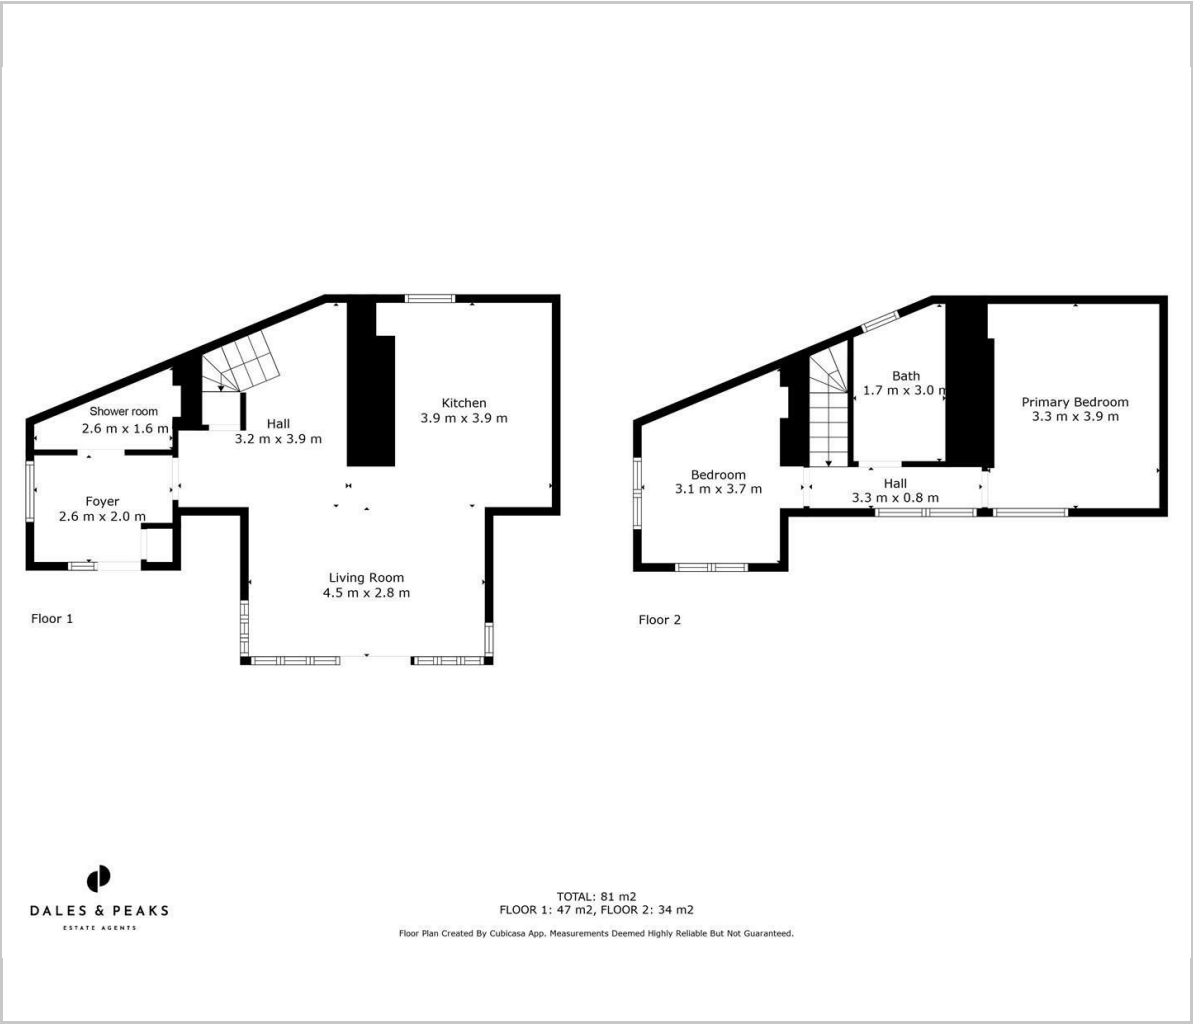 Shower room
2.6 m x 1.6 m
Hall
3.2 m x 3.9 m
Kitchen
3.9 m x 3.9 m
Foyer
2.6 m x 2.0 m
Living Room
4.5 m x 2.8 m
Floor 1
Bath
1.7 m x 3.0 m
Primary Bedroom
3.3 m x 3.9 m
Bedroom
3.1 m x 3.7 m
Hall
3.3 m x 0.8 m
Floor 2
DALES & PEAKS
ESTATE AGENTS
TOTAL: 81 m2
FLOOR 1: 47 m2, FLOOR 2: 34 m2
Floor Plan Created By Cubicasa App. Measurements Deemed Highly Reliable But Not Guaranteed.